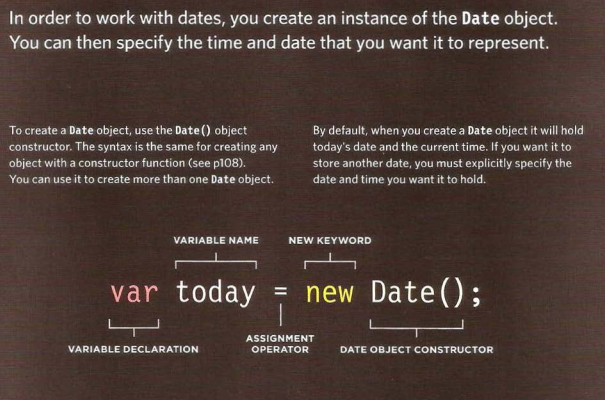 In order to work with dates, you create an instance of the Date object.
You can then specify the time and date that you want it to represent.
To create a Date object, use the Date() object
constructor. The syntax is the same for creating any
object with a constructor function (see p108).
You can use it to create more than one Date object.
By default, when you create a Date object it will hold
today's date and the current time. If you want it to
store another date, you must explicitly specify the
date and time you want it to hold.
VARIABLE NAME NEW KEYWORD
var today = new Date();
VARIABLE DECLARATION
ASSIGNMENT
OPERATOR
DATE OBJECT CONSTRUCTOR